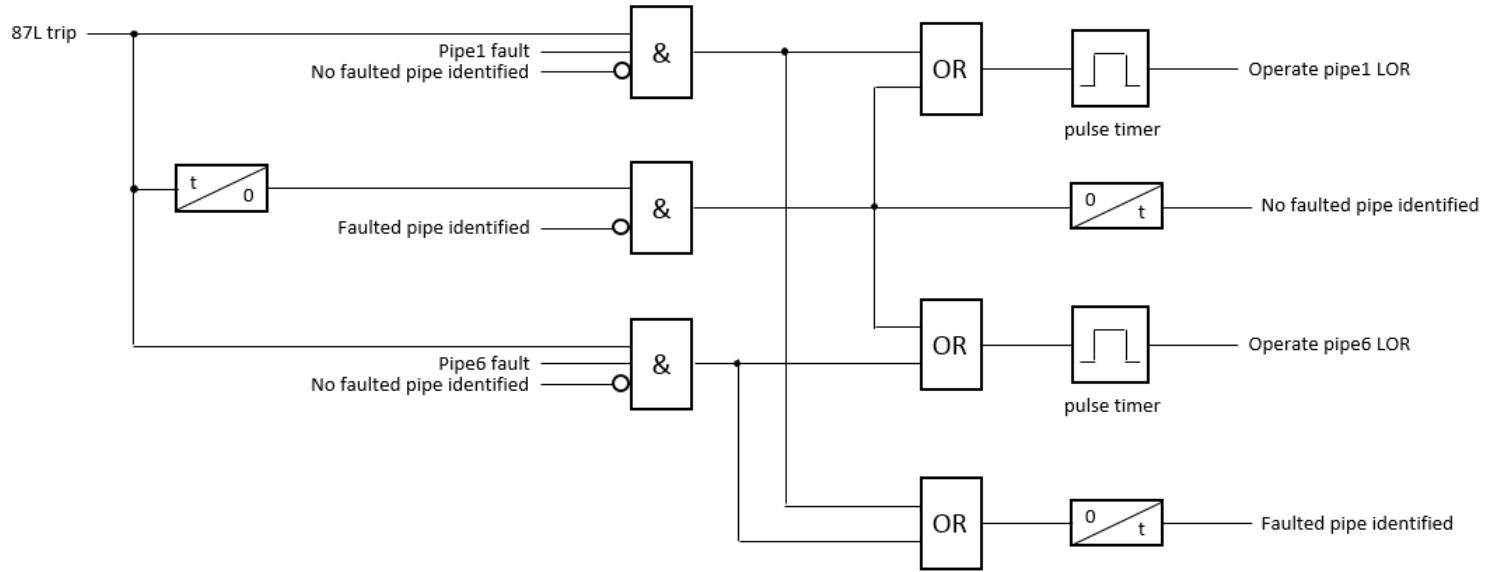 87L trip
Pipe1 fault
No faulted pipe identified
&
OR
Operate pipe1 LOR
pulse timer
t
0
Faulted pipe identified
&
0
t
No faulted pipe identified
Pipe6 fault
No faulted pipe identified
&
OR
Operate pipe6 LOR
pulse timer
OR
0
t
Faulted pipe identified